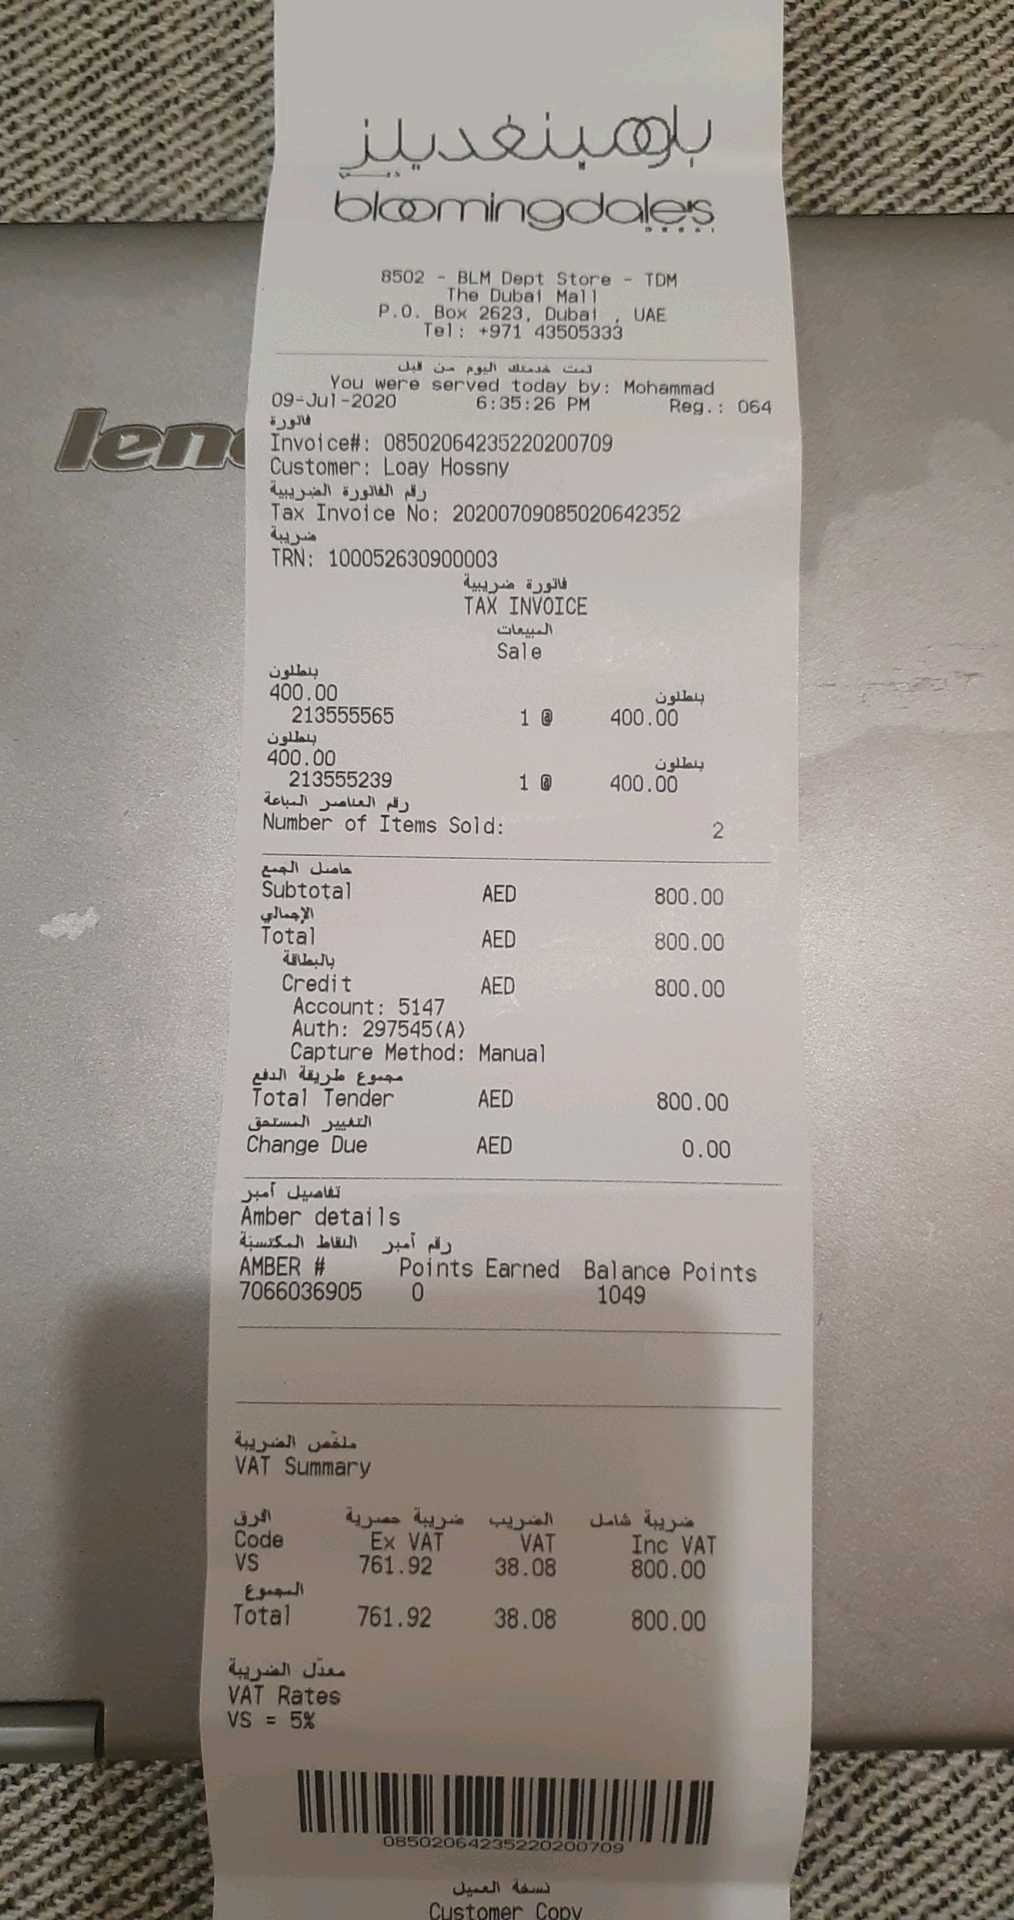 بلومينغديلز
دبي
bloomingdale's
DUBAI
8502 - BLM Dept Store - TDM
The Dubai Mall
P.O. Box 2623, Dubai , UAE
Tel: +971 43505333
تمت خدمتك اليوم من قبل
You were served today by: Mohammad
09-Jul-2020 6:35:26 PM Reg.: 064
فاتورة
Invoice#: 08502064235220200709
Customer: Loay Hossny
رقم الفاتورة الضريبية
Tax Invoice No: 20200709085020642352
ضريبة
TRN: 100052630900003
فاتورة ضريبية
TAX INVOICE
المبيعات
Sale
بنطلون
400.00 بنطلون
213555565 1 @ 400.00
بنطلون
400.00 بنطلون
213555239 1 @ 400.00
رقم العناصر المباعة
Number of Items Sold: 2
حاصل الجمع
Subtotal AED 800.00
الإجمالي
Total AED 800.00
بالبطاقة
Credit AED 800.00
Account: 5147
Auth: 297545(A)
Capture Method: Manual
مجموع طريقة الدفع
Total Tender AED 800.00
التغيير المستحق
Change Due AED 0.00
تفاصيل أمبر
Amber details
رقم أمبر النقاط المكتسبة
AMBER # Points Earned Balance Points
7066036905 0 1049
ملخّص الضريبة
VAT Summary
الرق ضريبة حصرية الضريب ضريبة شامل
Code Ex VAT VAT Inc VAT
VS 761.92 38.08 800.00
المجموع
Total 761.92 38.08 800.00
معدّل الضريبة
VAT Rates
VS = 5%
08502064235220200709
نسخة العميل
Customer Copy
leno